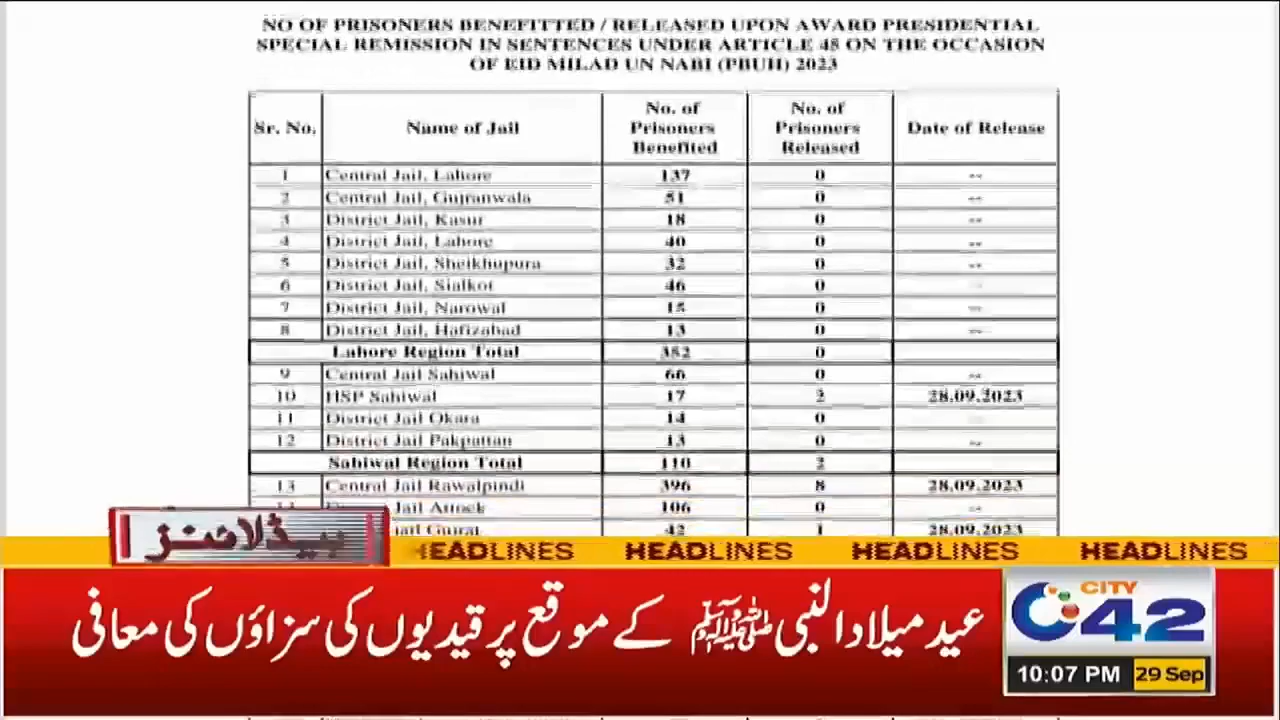 NO OF PRISONERS BENEFITTED / RELEASED UPON AWARD PRESIDENTIAL
SPECIAL REMISSION IN SENTENCES UNDER ARTICLE 45 ON THE OCCASION
OF EID MILAD UN NABI (PBUH) 2023
Sr. No. Name of Jail No. of Prisoners Benefited No. of Prisoners Released Date of Release
1 Central Jail, Lahore 137 0 --
2 Central Jail, Gujranwala 51 0 --
3 District Jail, Kasur 18 0 --
4 District Jail, Lahore 40 0 --
5 District Jail, Sheikhupura 32 0 --
6 District Jail, Sialkot 46 0
7 District Jail, Narowal 15 0 --
8 District Jail, Hafizabad 13 0 --
Lahore Region Total 352 0
9 Central Jail Sahiwal 66 0 --
10 HSP Sahiwal 17 2 28.09.2023
11 District Jail Okara 14 0
12 District Jail Pakpattan 13 0 --
Sahiwal Region Total 110 2
13 Central Jail Rawalpindi 396 8 28.09.2023
Jail Attock 106 0 --
Jail Gujrat 42 1 28.09.2023
ہیڈلائنز
HEADLINES HEADLINES HEADLINES HEADLINES
عید میلاد النبی ﷺ کے موقع پر قیدیوں کی سزاؤں کی معافی
CITY
42
10:07 PM 29 Sep